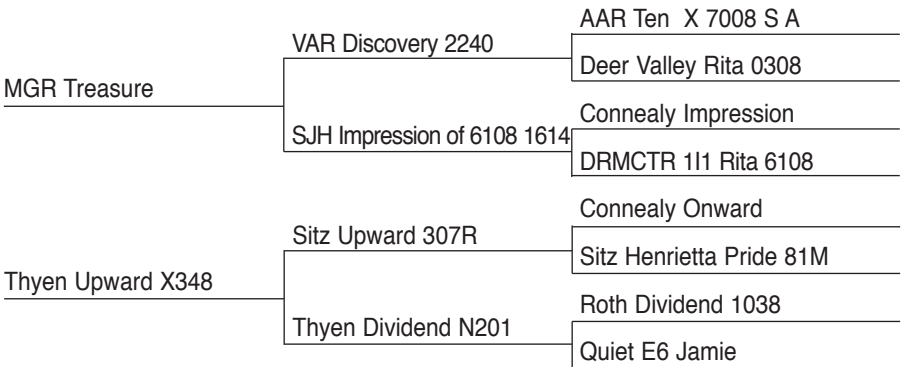 AAR Ten X 7008 S A
VAR Discovery 2240
Deer Valley Rita 0308
MGR Treasure
Connealy Impression
SJH Impression of 6108 1614
DRMCTR 1I1 Rita 6108
Connealy Onward
Sitz Upward 307R
Sitz Henrietta Pride 81M
Thyen Upward X348
Roth Dividend 1038
Thyen Dividend N201
Quiet E6 Jamie